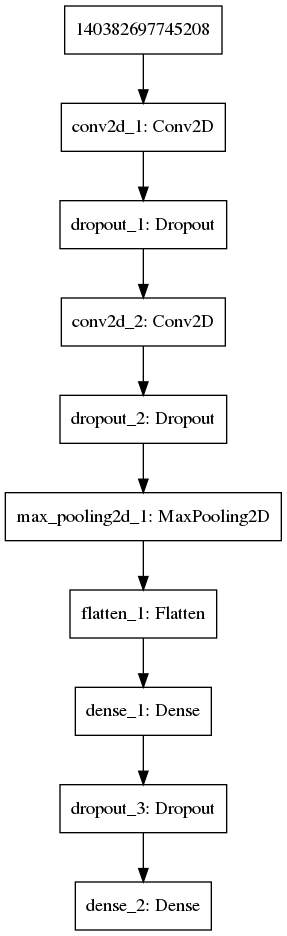 140382697745208
conv2d_1: Conv2D
dropout_1: Dropout
conv2d_2: Conv2D
dropout_2: Dropout
max_pooling2d_1: MaxPooling2D
flatten_1: Flatten
dense_1: Dense
dropout_3: Dropout
dense_2: Dense